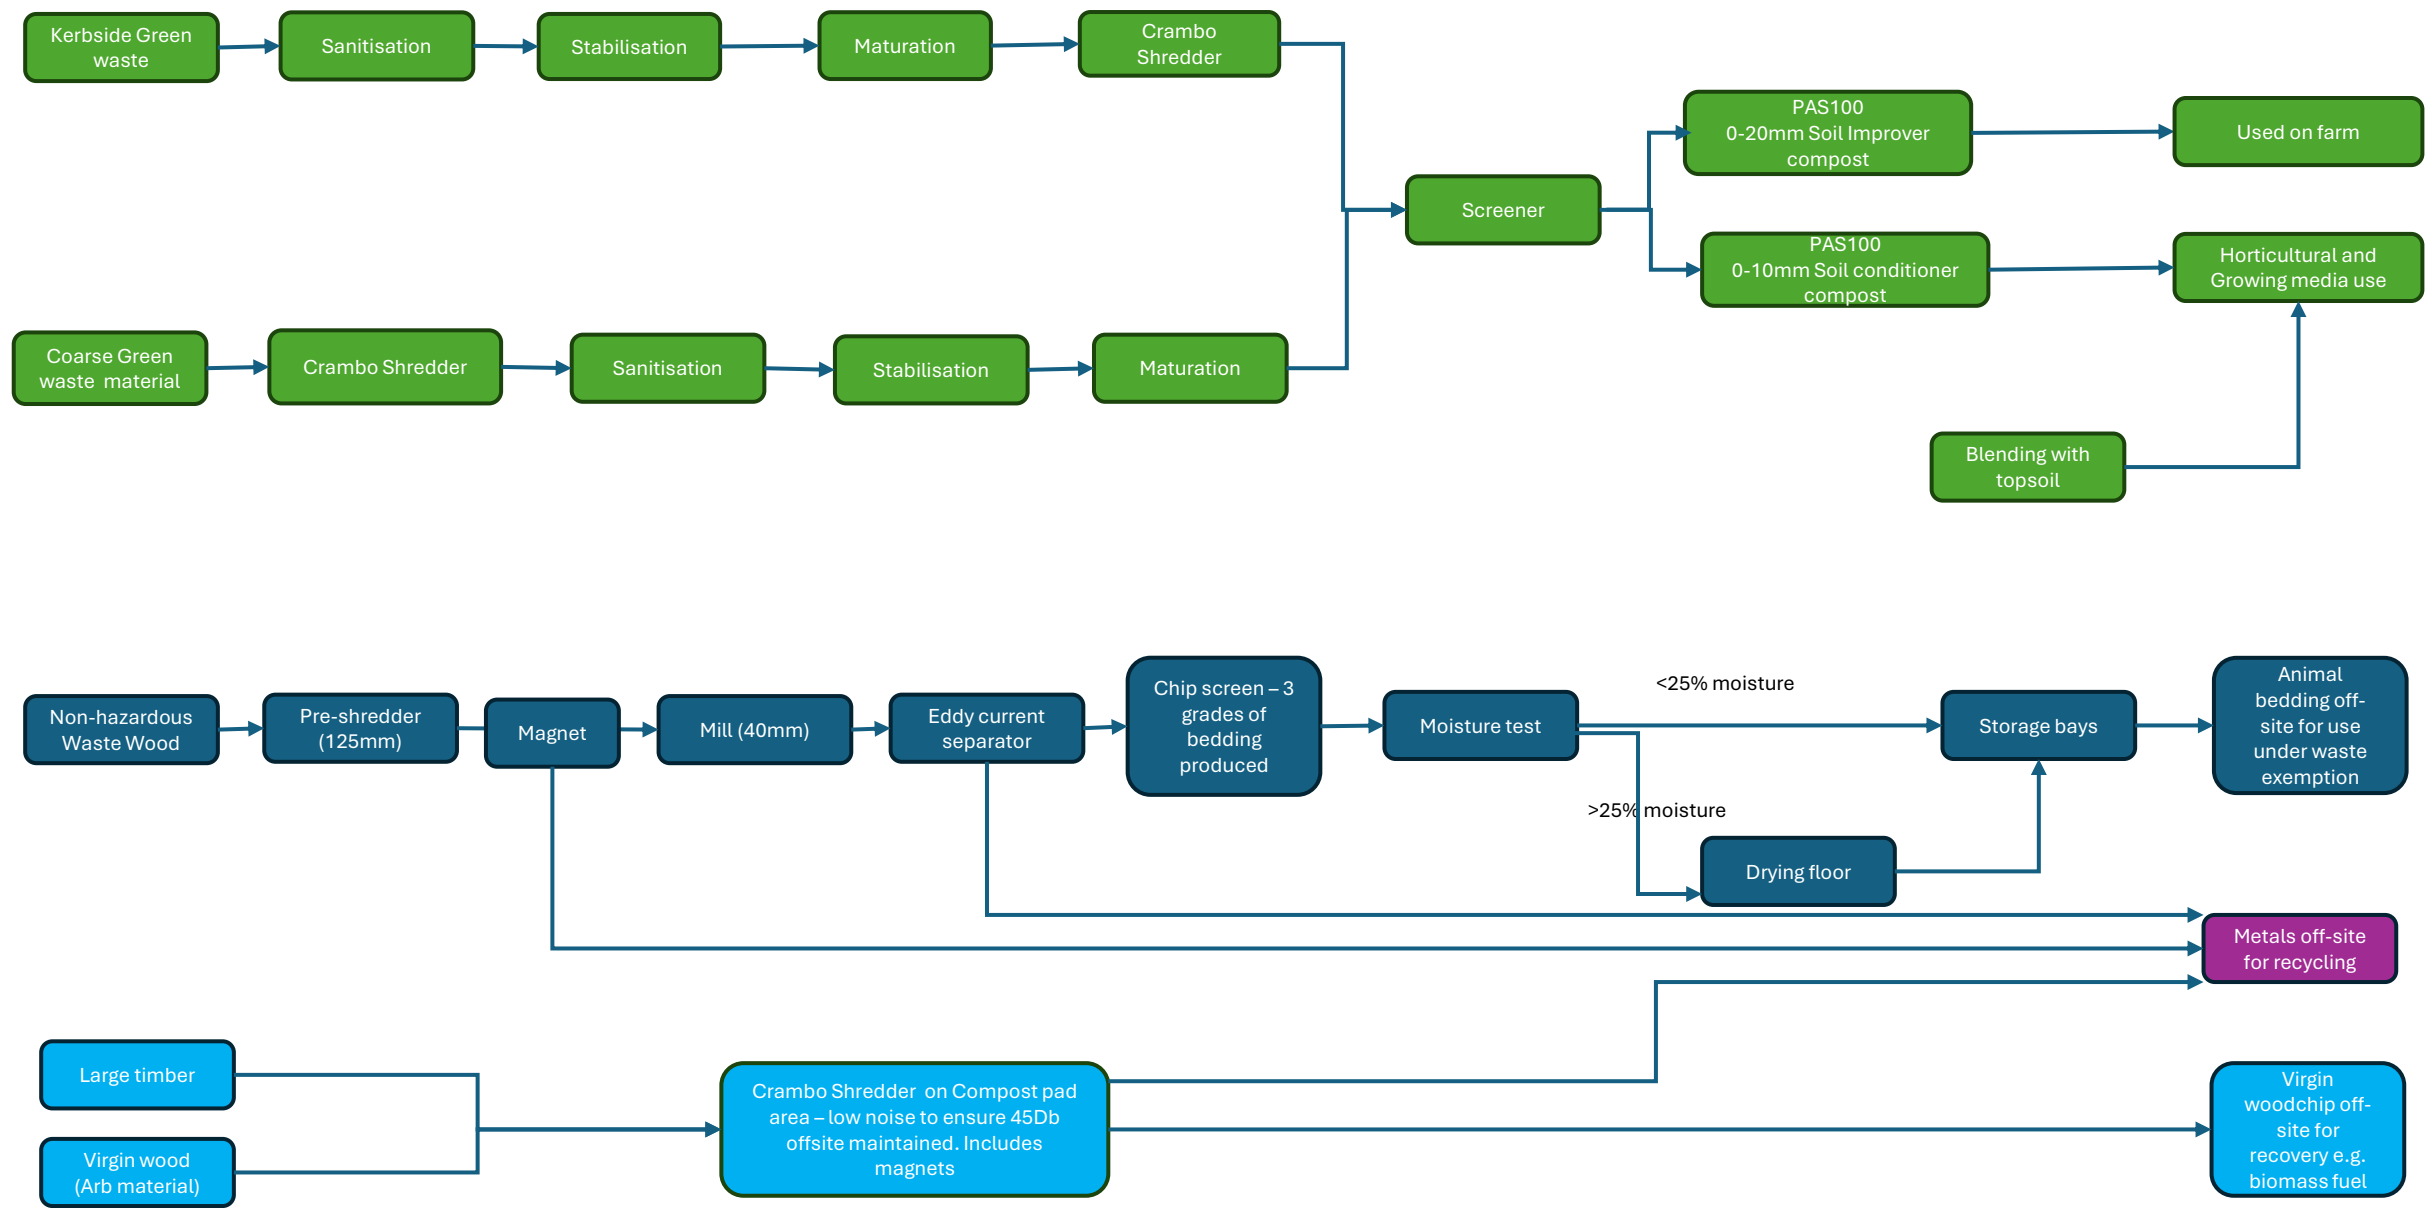 Kerbside Green
waste
Sanitisation
Stabilisation
Maturation
Crambo
Shredder
PAS100
0-20mm Soil Improver
compost
Used on farm
Screener
PAS100
0-10mm Soil conditioner
compost
Horticultural and
Growing media use
Coarse Green
waste  material
Crambo Shredder
Sanitisation
Stabilisation
Maturation
Blending with
topsoil
Non-hazardous
Waste Wood
Pre-shredder
(125mm)
Magnet
Mill (40mm)
Eddy current
separator
Chip screen – 3
grades of
bedding
produced
Moisture test
<25% moisture
>25% moisture
Drying floor
Storage bays
Animal
bedding off-
site for use
under waste
exemption
Metals off-site
for recycling
Large timber
Virgin wood
(Arb material)
Crambo Shredder  on Compost pad
area – low noise to ensure 45Db
offsite maintained. Includes
magnets
Virgin
woodchip off-
site for
recovery e.g.
biomass fuel